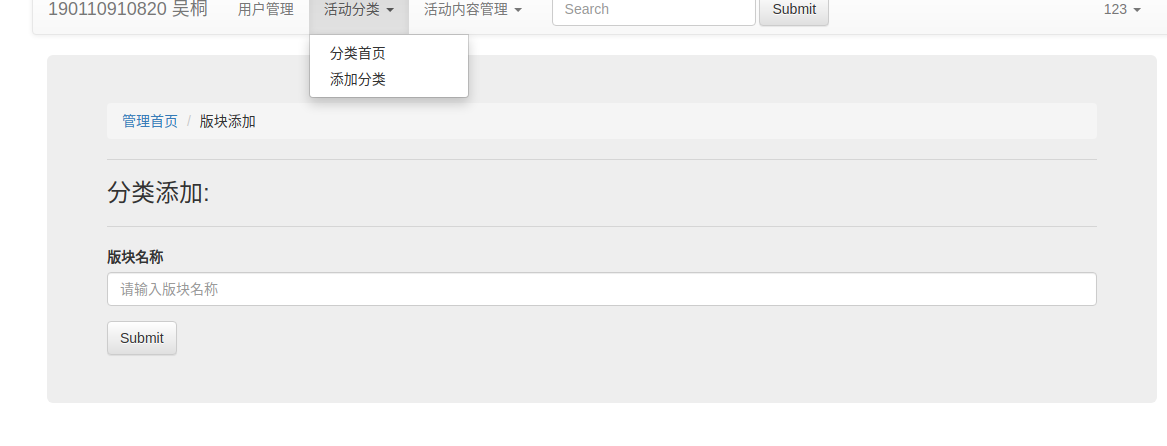 190110910820 吴桐 用户管理 活动分类 活动内容管理 Search Submit 123
分类首页
添加分类
管理首页 / 版块添加
分类添加:
版块名称
请输入版块名称
Submit